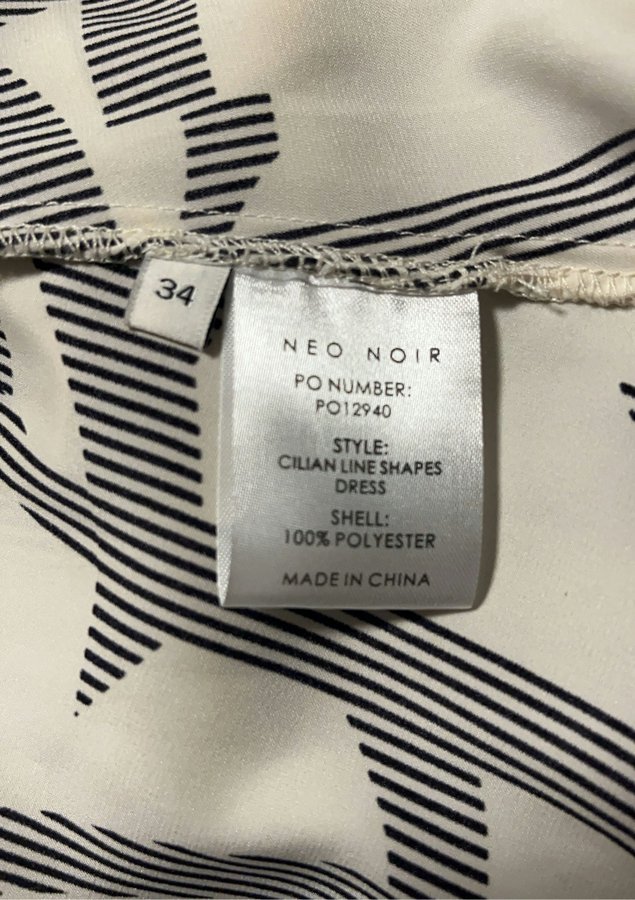 34
NEO NOIR
PO NUMBER:
PO12940
STYLE:
CILIAN LINE SHAPES
DRESS
SHELL:
100% POLYESTER
MADE IN CHINA